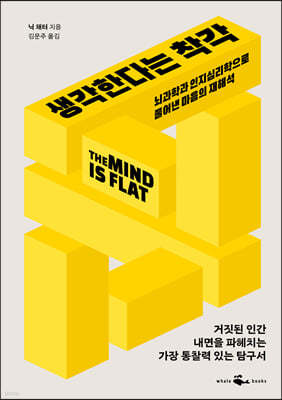 닉 채터 지음
김문주 옮김
생각한다는 착각
뇌과학과 인지심리학으로
풀어낸 마음의 재해석
THE MIND
IS FLAT
거짓된 인간
내면을 파헤치는
가장 통찰력 있는 탐구서
whale books